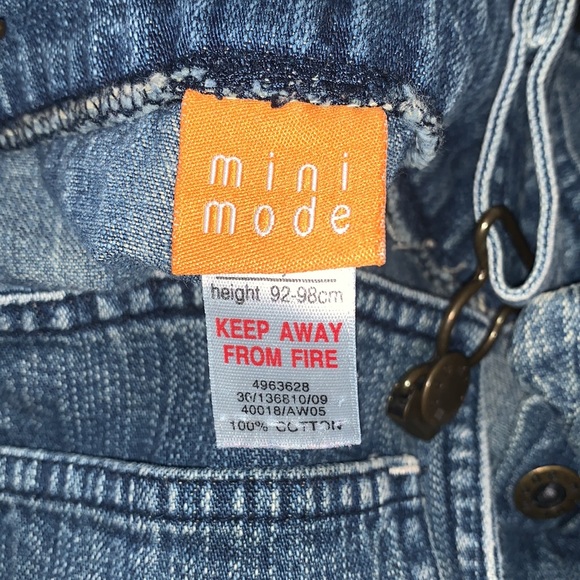 mini
mode
height 92-98cm
KEEP AWAY
FROM FIRE
4963628
30/136810/09
40018/AW05
100% COTTON